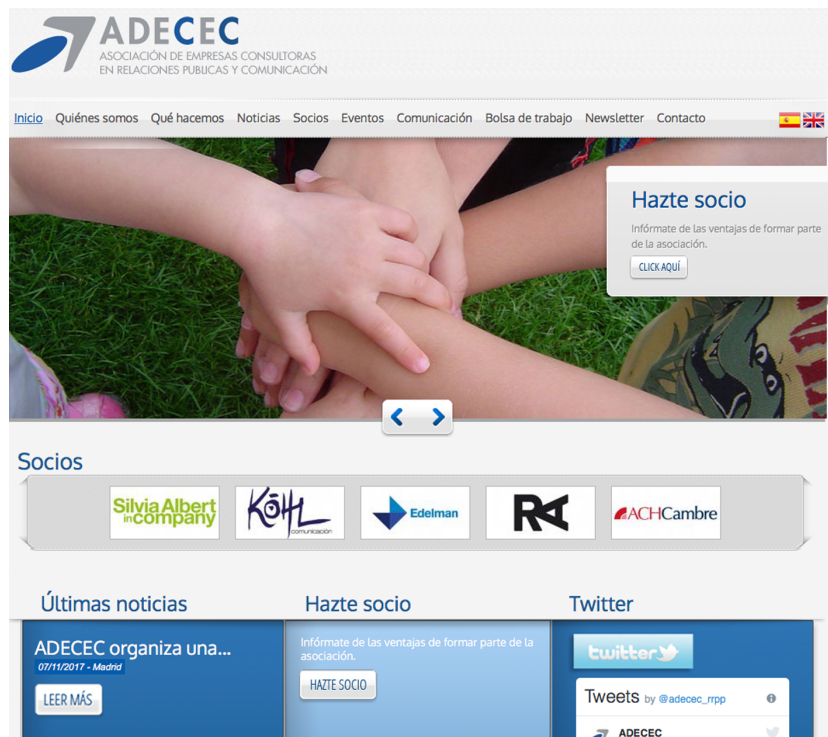 ADECEC
ASOCIACIÓN DE EMPRESAS CONSULTORAS
EN RELACIONES PUBLICAS Y COMUNICACIÓN
Inicio Quiénes somos Qué hacemos Noticias Socios Eventos Comunicación Bolsa de trabajo Newsletter Contacto
Hazte socio
Infórmate de las ventajas de formar parte
de la asociación.
CLICK AQUÍ
Socios
Silvia Albert
in company
KÖHL
comunicación
Edelman
RA
ACHCambre
Últimas noticias
Hazte socio
Twitter
ADECEC organiza una...
07/11/2017 - Madrid
LEER MÁS
Infórmate de las ventajas de formar parte de la
asociación.
HAZTE SOCIO
twitter
Tweets by @adecec_rrpp
ADECEC